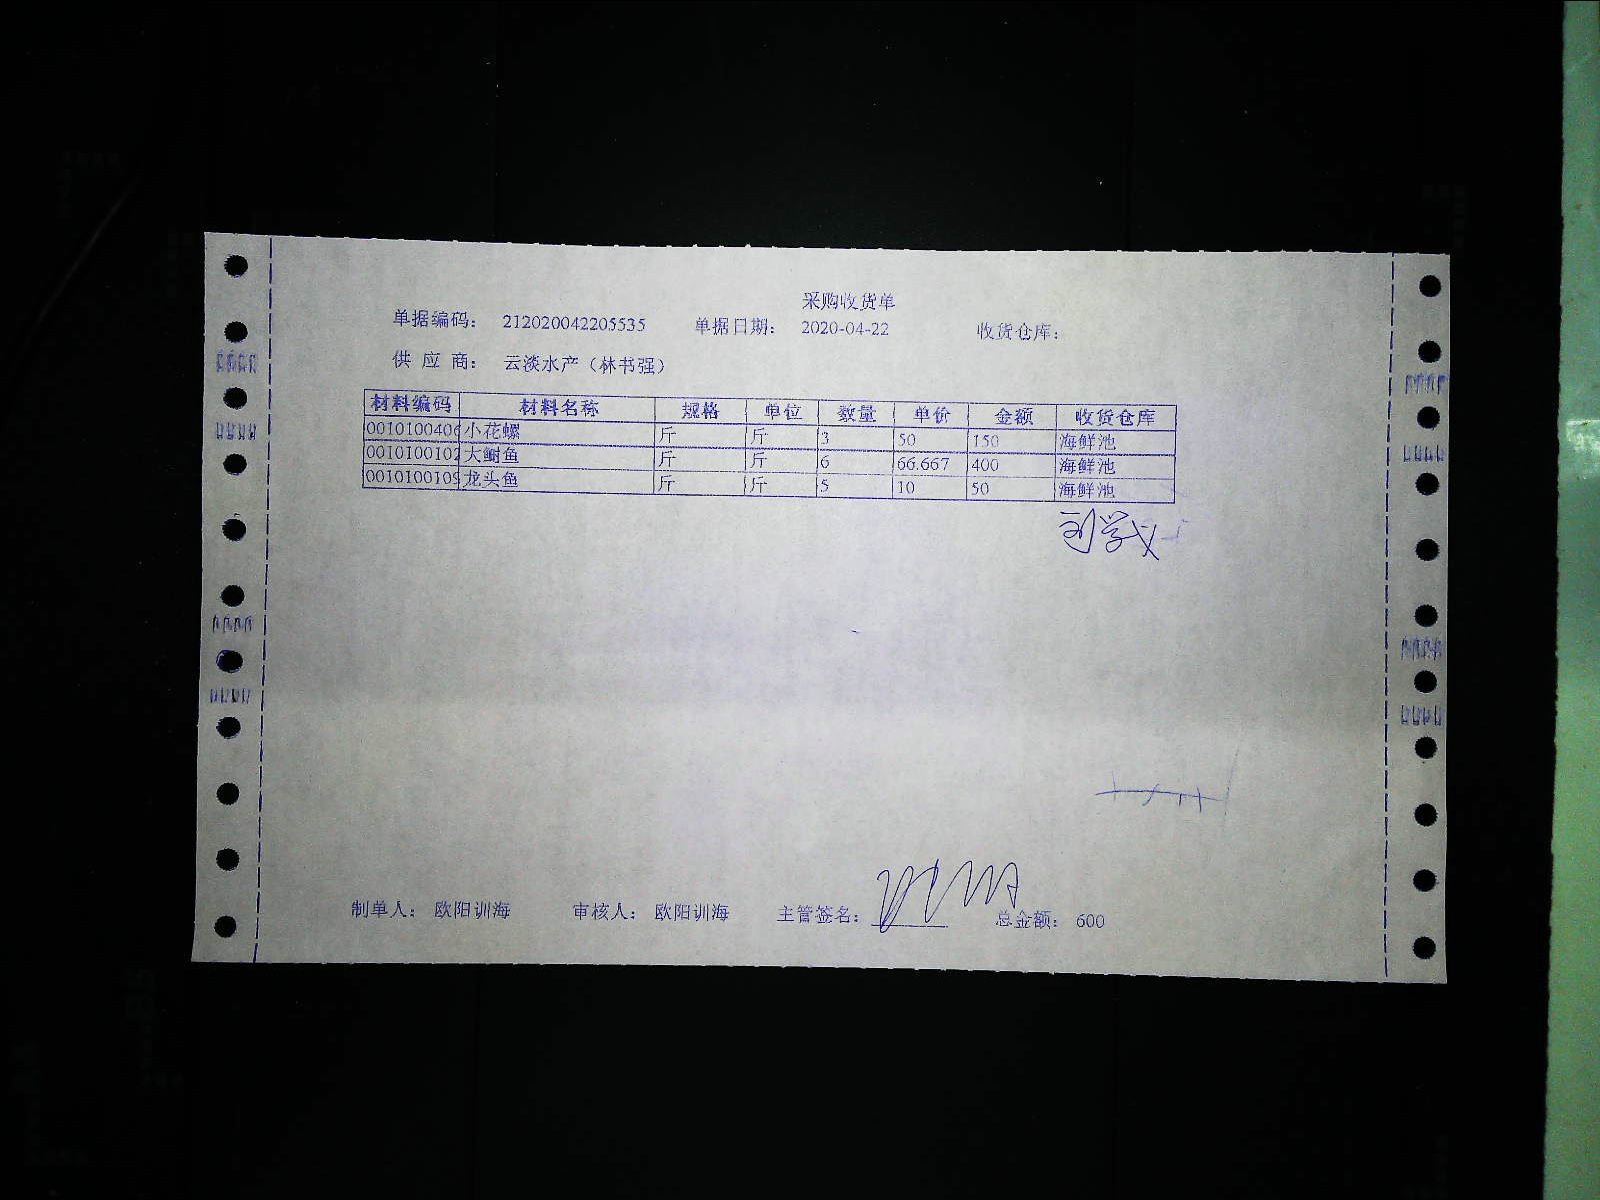 采购收货单
单据编码: 212020042205535 单据日期: 2020-04-22 收货仓库:
供 应 商: 云淡水产（林书强）
材料编码 材料名称 规格 单位 数量 单价 金额 收货仓库
0010100406 小花螺 斤 斤 3 50 150 海鲜池
0010100102 大鮒鱼 斤 斤 6 66.667 400 海鲜池
001010010 龙头鱼 斤 斤 5 10 50 海鲜池
制单人: 欧阳训海 审核人: 欧阳训海 主管签名: 总金额: 600